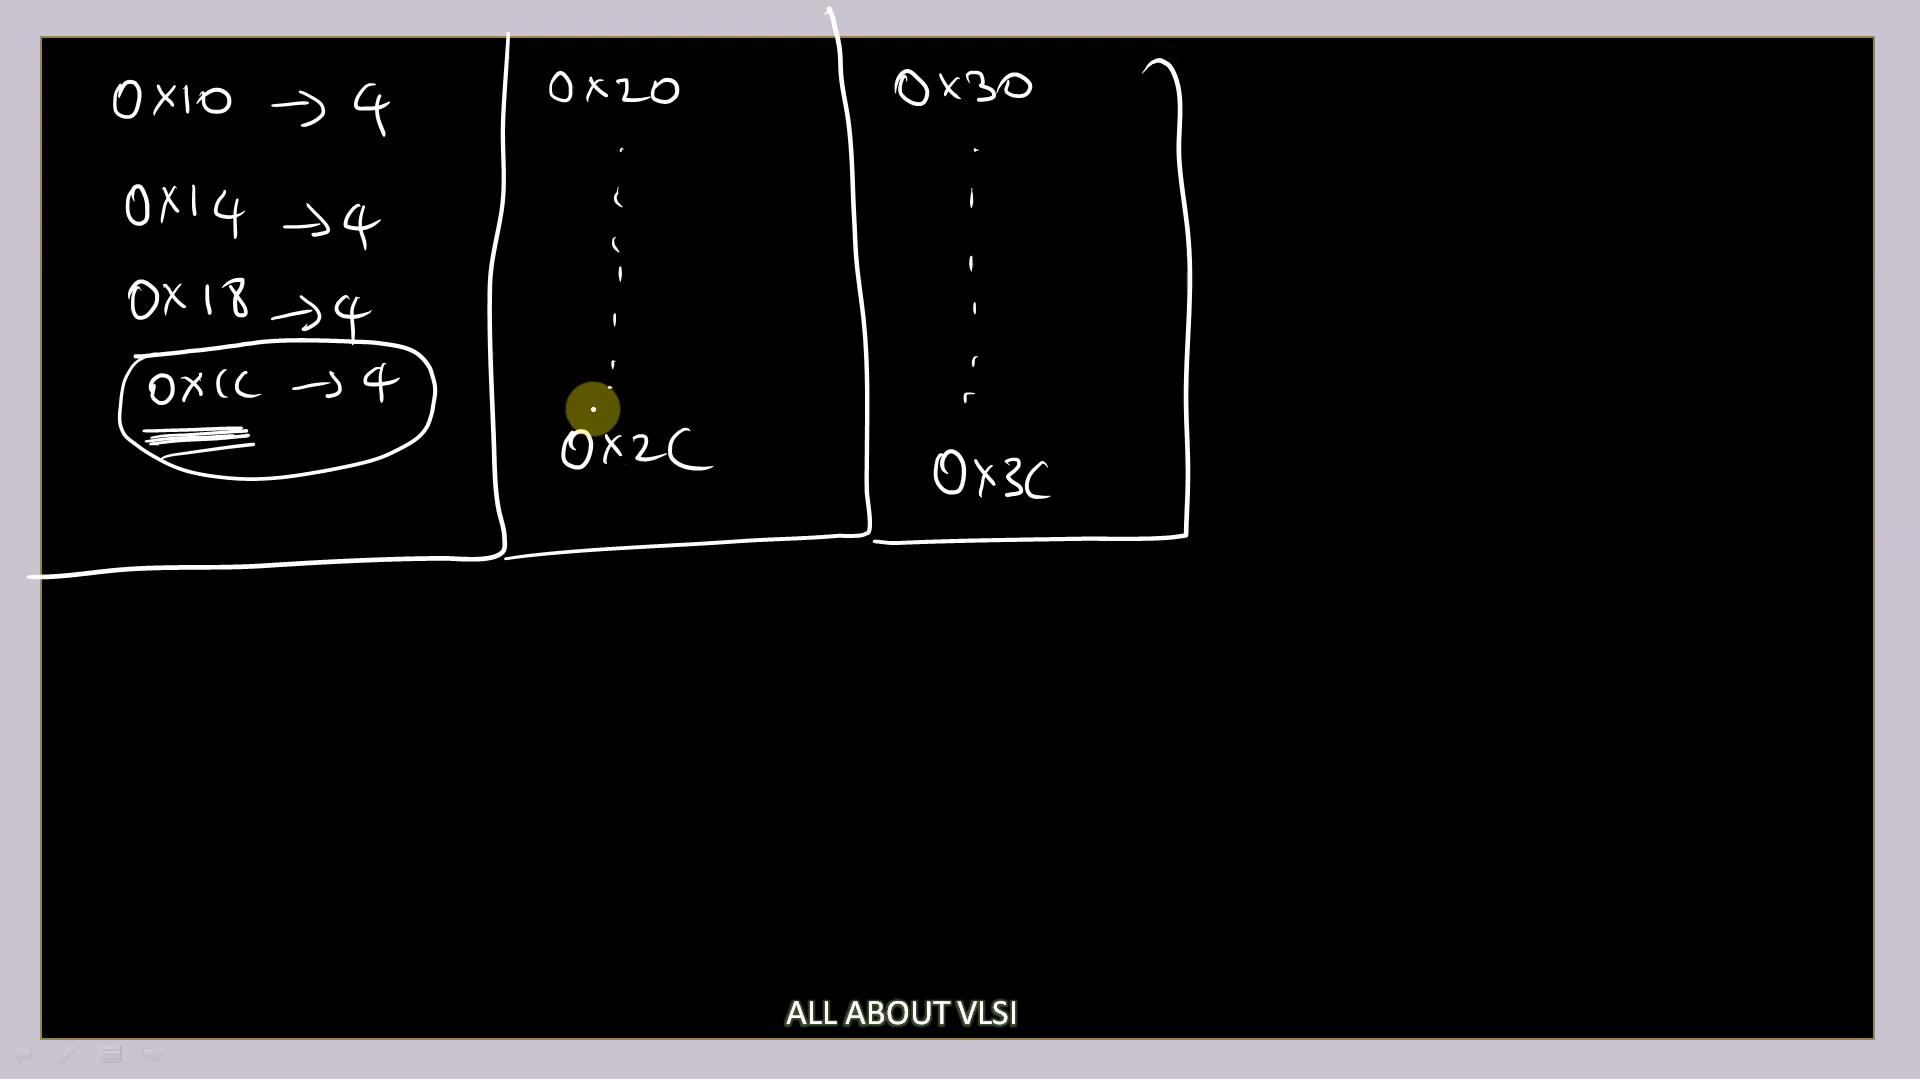 0X10 → 4
0X14 → 4
0X18 → 4
0X1C → 4
0X20
0X2C
0X30
0X3C
ALL ABOUT VLSI